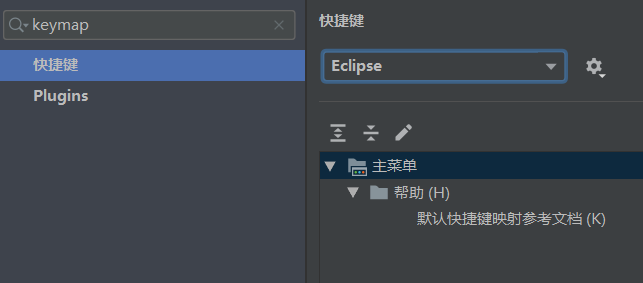 keymap
快捷键
Plugins
快捷键
Eclipse
主菜单
帮助 (H)
默认快捷键映射参考文档 (K)